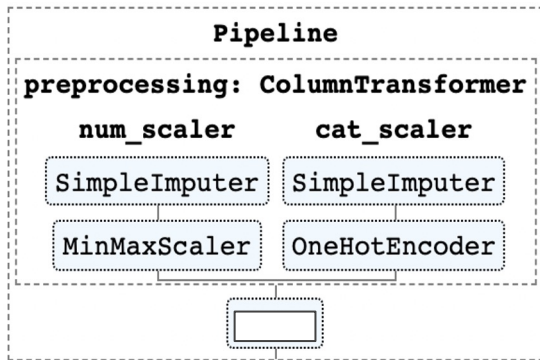 Pipeline
preprocessing: ColumnTransformer
num_scaler cat_scaler
SimpleImputer SimpleImputer
MinMaxScaler OneHotEncoder